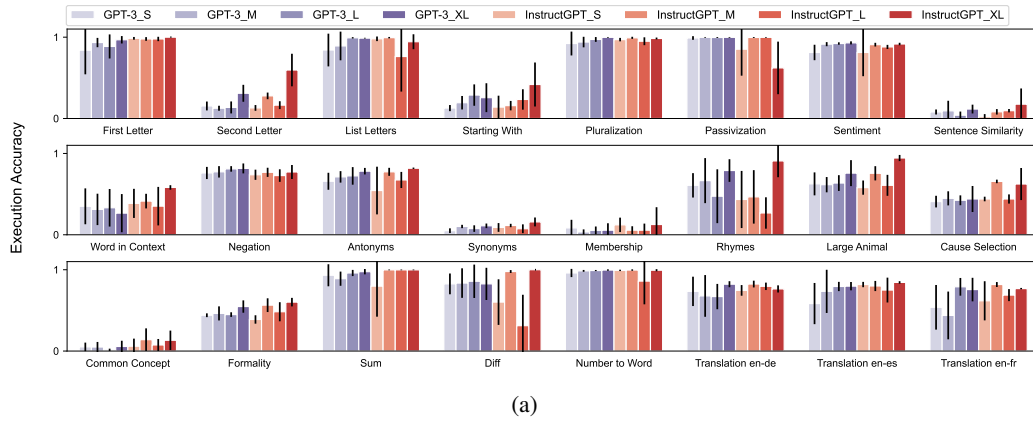 GPT-3_S GPT-3_M GPT-3_L GPT-3_XL InstructGPT_S InstructGPT_M InstructGPT_L InstructGPT_XL
Execution Accuracy
1
0
First Letter Second Letter List Letters Starting With Pluralization Passivization Sentiment Sentence Similarity
1
0
Word in Context Negation Antonyms Synonyms Membership Rhymes Large Animal Cause Selection
1
0
Common Concept Formality Sum Diff Number to Word Translation en-de Translation en-es Translation en-fr
(a)